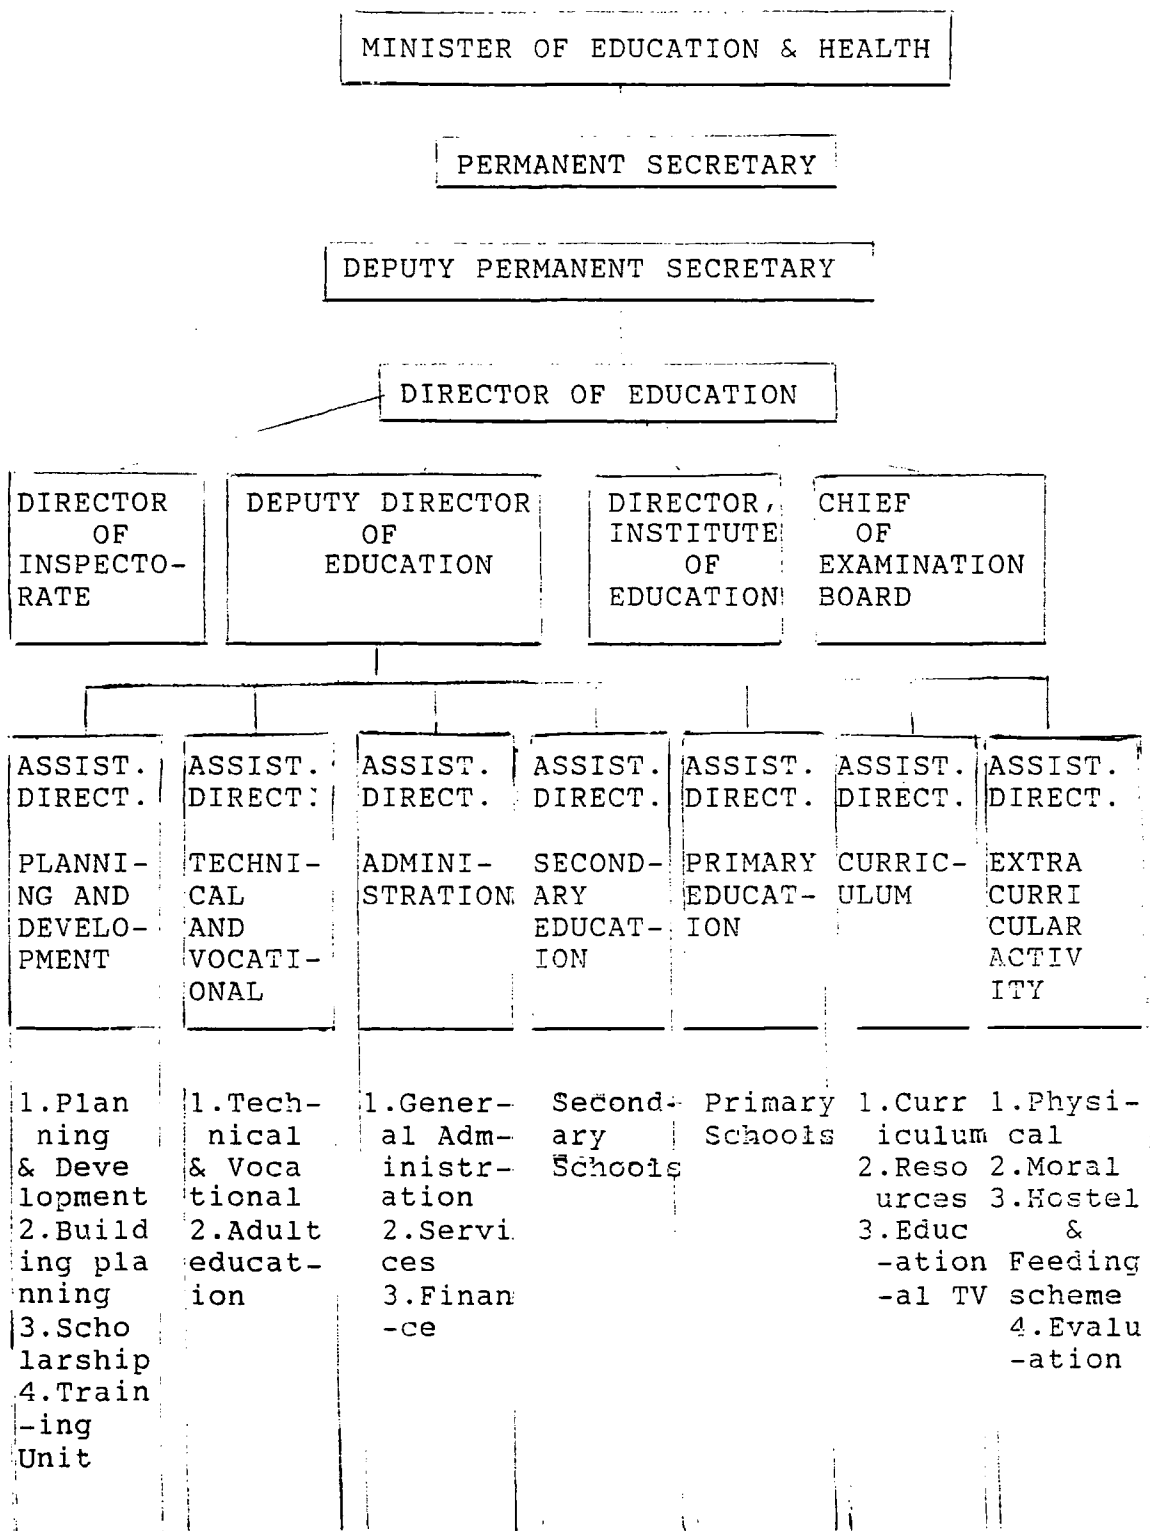 MINISTER OF EDUCATION & HEALTH
PERMANENT SECRETARY
DEPUTY PERMANENT SECRETARY
DIRECTOR OF EDUCATION
DIRECTOR
OF
INSPECTO-
RATE
DEPUTY DIRECTOR
OF
EDUCATION
DIRECTOR,
INSTITUTE
OF
EDUCATION
CHIEF
OF
EXAMINATION
BOARD
ASSIST.
DIRECT.
PLANNI-
NG AND
DEVELO-
PMENT
ASSIST.
DIRECT.
TECHNI-
CAL
AND
VOCATI-
ONAL
ASSIST.
DIRECT.
ADMINI-
STRATION
ASSIST.
DIRECT.
SECOND-
ARY
EDUCAT-
ION
ASSIST.
DIRECT.
PRIMARY
EDUCAT-
ION
ASSIST.
DIRECT.
CURRIC-
ULUM
ASSIST.
DIRECT.
EXTRA
CURRI
CULAR
ACTIV
ITY
1.Plan
ning
& Deve
lopment
2.Build
ing pla
nning
3.Scho
larship
4.Train
-ing
Unit
1.Tech-
nical
& Voca
tional
2.Adult
educat-
ion
1.Gener-
al Adm-
inistr-
ation
2.Servi
ces
3.Finan
-ce
Second-
ary
Schools
Primary
Schools
1.Curr
iculum
2.Reso
urces
3.Educ
-ation
-al TV
1.Physi-
cal
2.Moral
3.Hostel
&
Feeding
scheme
4.Evalu
-ation